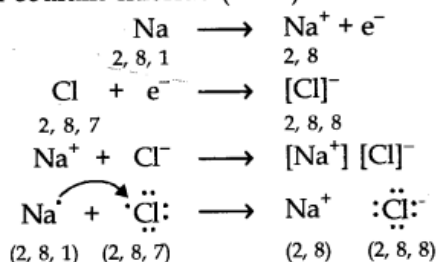 Na ⟶ Na⁺ + e⁻
2, 8, 1 2, 8
Cl + e⁻ ⟶ [Cl]⁻
2, 8, 7 2, 8, 8
Na⁺ + Cl⁻ ⟶ [Na⁺] [Cl]⁻
Na• + •Cl: ⟶ Na⁺ :Cl:⁻
(2, 8, 1) (2, 8, 7) (2, 8) (2, 8, 8)